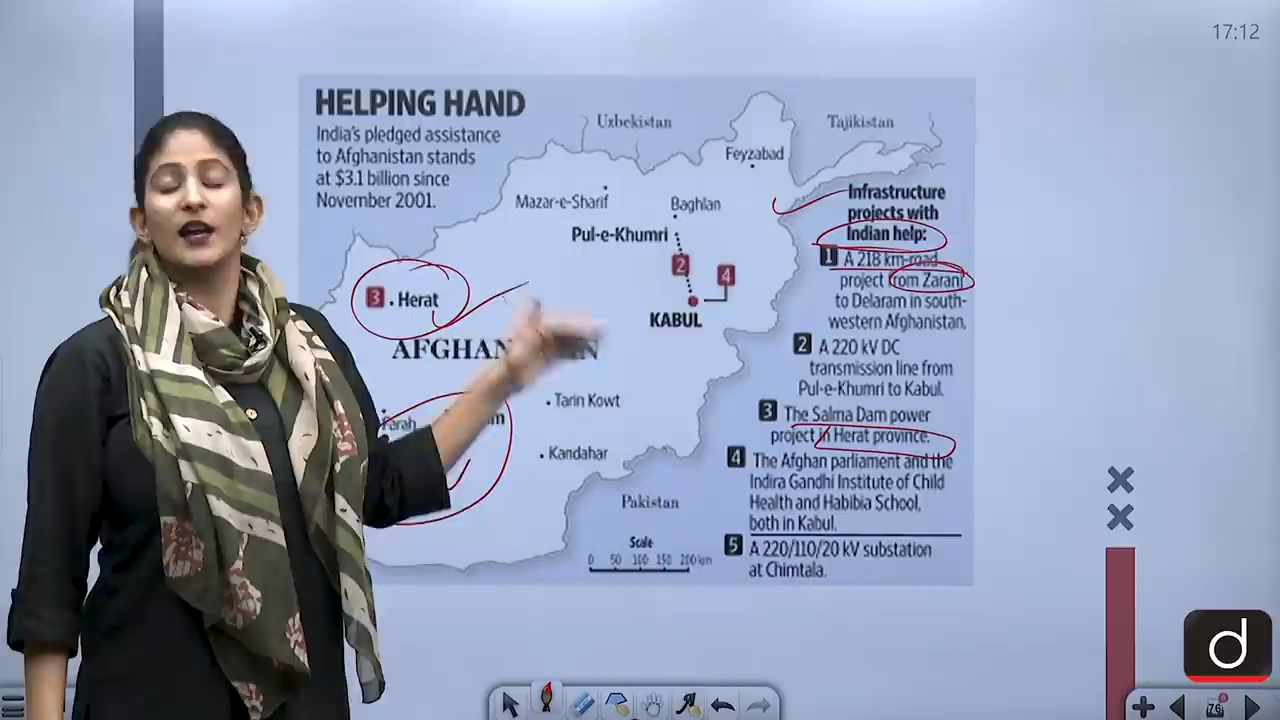 17:12
HELPING HAND
India's pledged assistance
to Afghanistan stands
at $3.1 billion since
November 2001.
Uzbekistan
Tajikistan
Feyzabad
Mazar-e-Sharif
Baghlan
Pul-e-Khumri
2
4
3
Herat
KABUL
AFGHAN
N
Farah
Tarin Kowt
Kandahar
Pakistan
Scale
0 50 100 150 200 km
Infrastructure
projects with
Indian help:
1 A 218 km-road
project from Zaranj
to Delaram in south-
western Afghanistan.
2 A 220 kV DC
transmission line from
Pul-e-Khumri to Kabul.
3 The Salma Dam power
project in Herat province.
4 The Afghan parliament and the
Indira Gandhi Institute of Child
Health and Habibia School,
both in Kabul.
5 A 220/110/20 kV substation
at Chimtala.
d
76